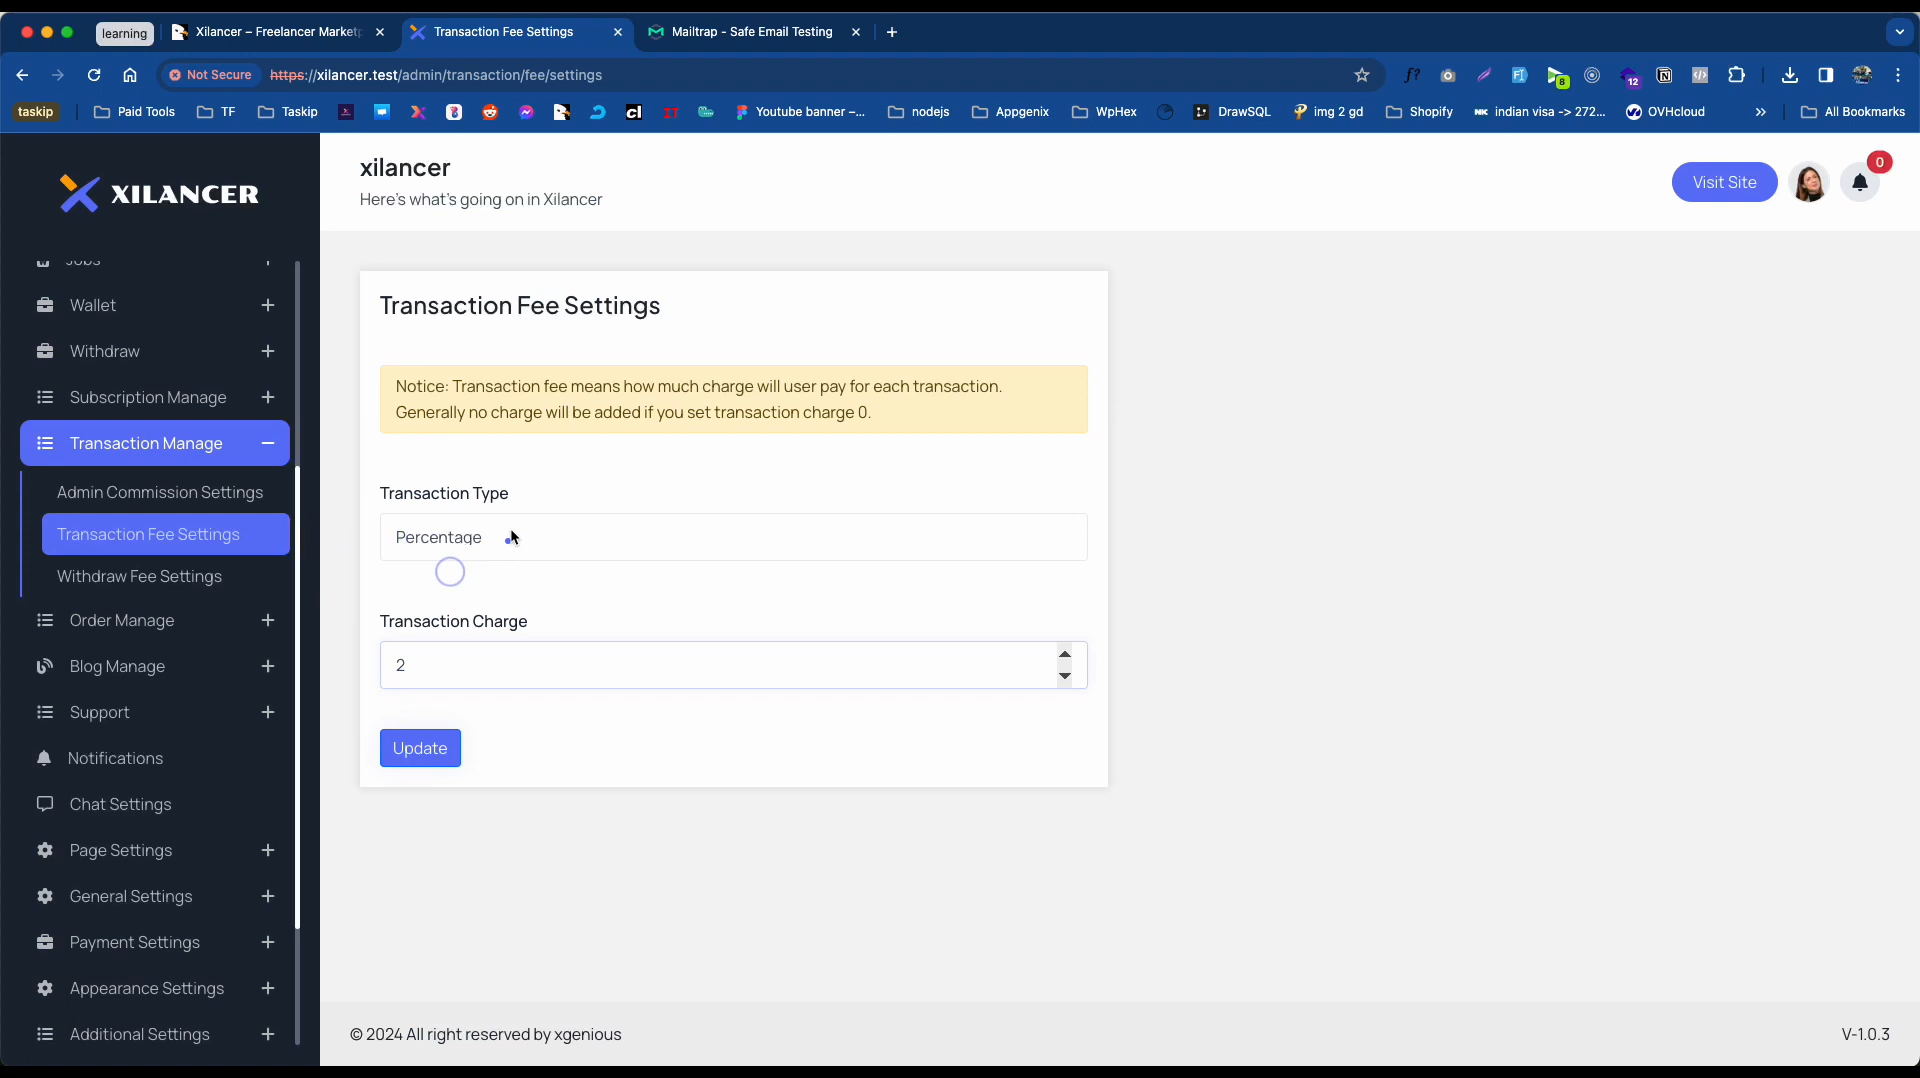 learning
Xilancer – Freelancer Market
Transaction Fee Settings
Mailtrap - Safe Email Testing
Not Secure
https://xilancer.test/admin/transaction/fee/settings
8
12
taskip
Paid Tools
TF
Taskip
Youtube banner –...
nodejs
Appgenix
WpHex
DrawSQL
img 2 gd
Shopify
indian visa -> 272...
OVHcloud
All Bookmarks
XILANCER
Jobs
Wallet
Withdraw
Subscription Manage
Transaction Manage
Admin Commission Settings
Transaction Fee Settings
Withdraw Fee Settings
Order Manage
Blog Manage
Support
Notifications
Chat Settings
Page Settings
General Settings
Payment Settings
Appearance Settings
Additional Settings
xilancer
Here's what's going on in Xilancer
Visit Site
0
Transaction Fee Settings
Notice: Transaction fee means how much charge will user pay for each transaction.
Generally no charge will be added if you set transaction charge 0.
Transaction Type
Percentage
Transaction Charge
2
Update
© 2024 All right reserved by xgenious
V-1.0.3